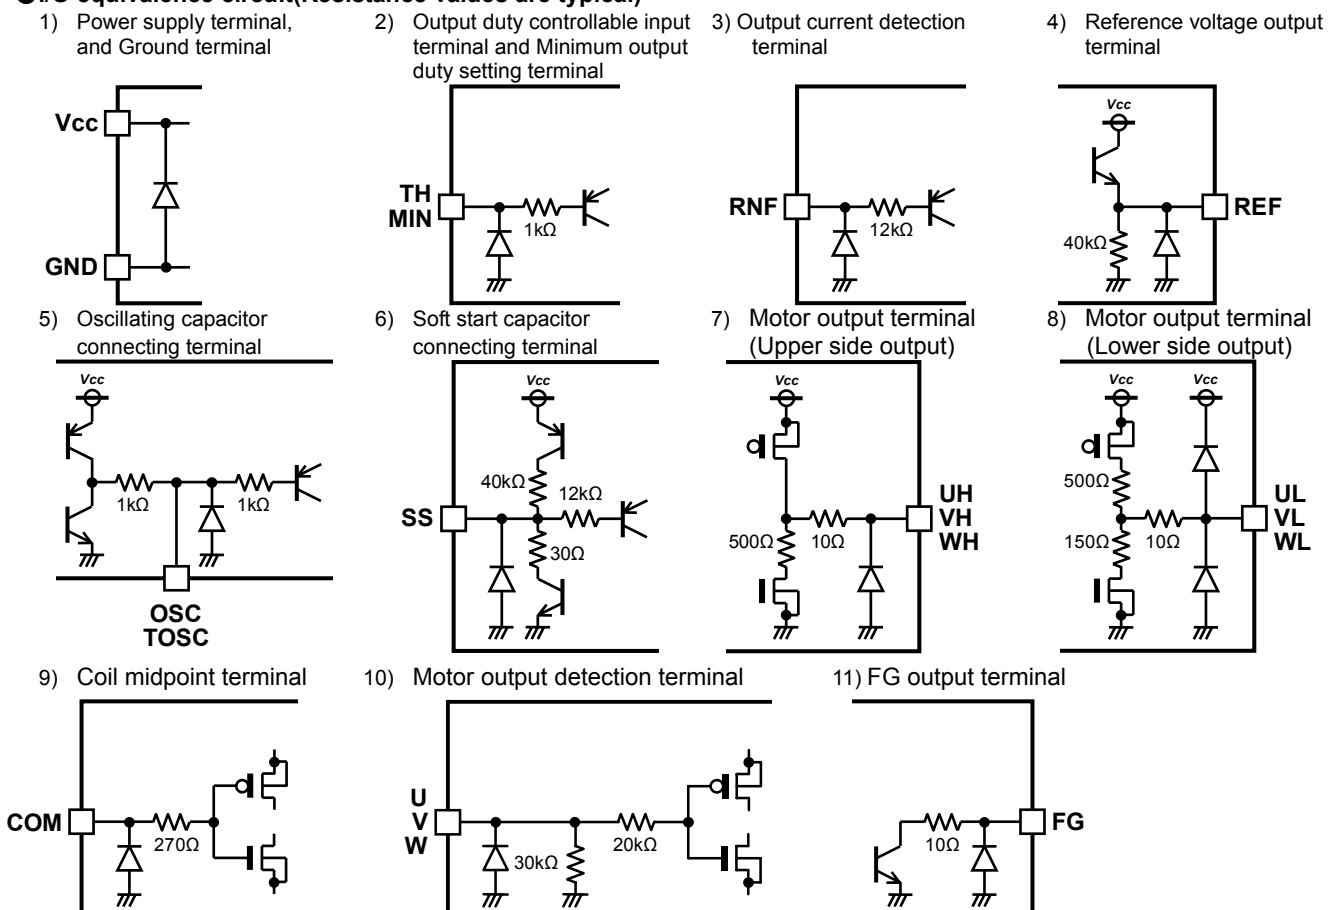 I/O equivalence circuit(Resistance values are typical)
1) Power supply terminal,
and Ground terminal
2) Output duty controllable input
terminal and Minimum output
duty setting terminal
3) Output current detection
terminal
4) Reference voltage output
terminal
Vcc
GND
TH
MIN
1kΩ
RNF
12kΩ
Vcc
40kΩ
REF
5) Oscillating capacitor
connecting terminal
6) Soft start capacitor
connecting terminal
7) Motor output terminal
(Upper side output)
8) Motor output terminal
(Lower side output)
Vcc
1kΩ
1kΩ
OSC
TOSC
Vcc
40kΩ
12kΩ
SS
30Ω
Vcc
500Ω
10Ω
UH
VH
WH
Vcc
Vcc
500Ω
150Ω
10Ω
UL
VL
WL
9) Coil midpoint terminal
10) Motor output detection terminal
11) FG output terminal
COM
270Ω
U
V
W
30kΩ
20kΩ
10Ω
FG